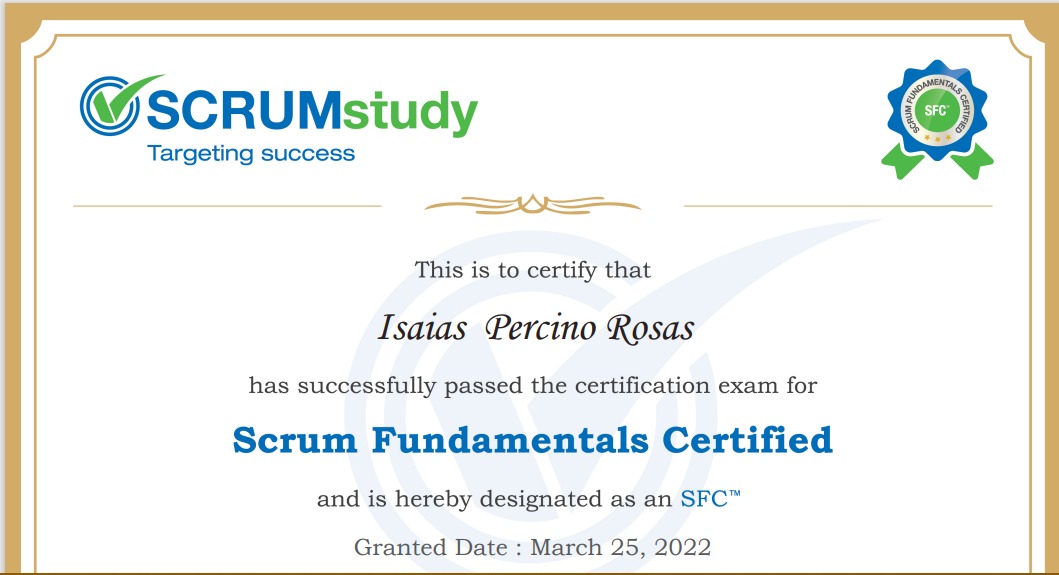 SCRUMstudy
Targeting success
SCRUM FUNDAMENTALS CERTIFIED
SFC™
This is to certify that
Isaias Percino Rosas
has successfully passed the certification exam for
Scrum Fundamentals Certified
and is hereby designated as an SFC™
Granted Date : March 25, 2022